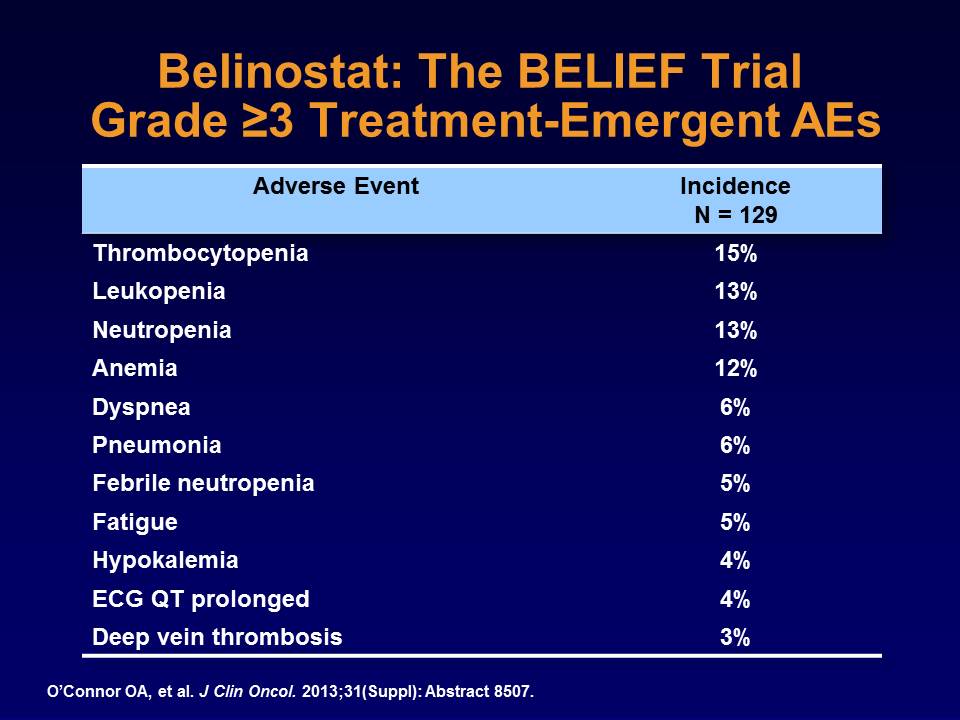 Belinostat: The BELIEF Trial
Grade ≥3 Treatment-Emergent AEs
Adverse Event Incidence
N = 129
Thrombocytopenia 15%
Leukopenia 13%
Neutropenia 13%
Anemia 12%
Dyspnea 6%
Pneumonia 6%
Febrile neutropenia 5%
Fatigue 5%
Hypokalemia 4%
ECG QT prolonged 4%
Deep vein thrombosis 3%
O’Connor OA, et al. J Clin Oncol. 2013;31(Suppl): Abstract 8507.